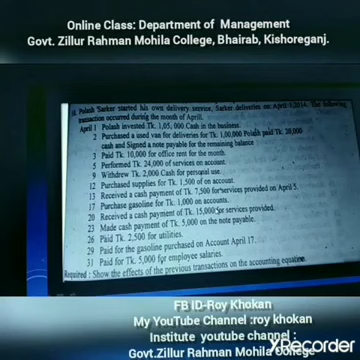 Online Class: Department of Management
Govt. Zillur Rahman Mohila College, Bhairab, Kishoreganj.
Polash Sarker started his own delivery service, Sarker deliveries on April 1, 2014. The following
transaction occurred during the month of April.
April 1 Polash invested Tk. 1,05,000 Cash in the business.
2 Purchased a used van for deliveries for Tk. 1,00,000 Polash paid Tk. 20,000
cash and Signed a note payable for the remaining balance
3 Paid Tk. 10,000 for office rent for the month
5 Performed Tk. 24,000 of services on account.
9 Withdrew Tk. 2,000 Cash for personal use
12 Purchased supplies for Tk. 1,500 of on account.
13 Received a cash payment of Tk. 7,500 for services provided on April 5.
17 Purchase gasoline for Tk. 1,000 on accounts.
20 Received a cash payment of Tk. 15,000 for services provided.
23 Made cash payment of Tk. 5,000 on the note payable.
26 Paid Tk. 2,500 for utilities.
29 Paid for the gasoline purchased on Account April 17.
31 Paid for Tk. 5,000 for employee salaries.
Required : Show the effects of the previous transactions on the accounting equation.
FB ID-Roy Khokan
My YouTube Channel :roy khokan
Institute youtube channel :
Govt.Zillur Rahman Mohila College
XRecorder